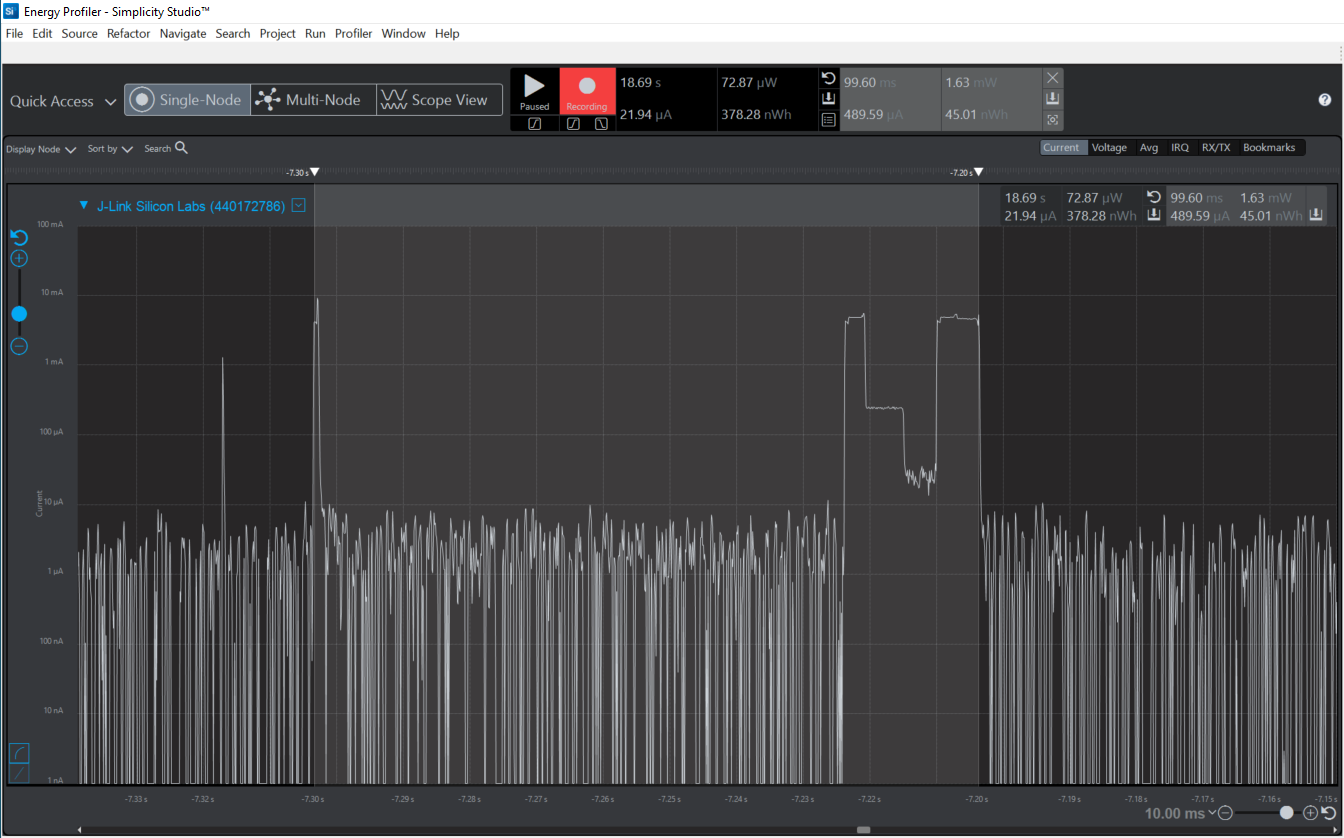 Si Energy Profiler - Simplicity Studio™
File Edit Source Refactor Navigate Search Project Run Profiler Window Help
Quick Access Single-Node Multi-Node Scope View
Paused Recording
18.69 s 72.87 µW 99.60 ms 1.63 mW
21.94 µA 378.28 nWh 489.59 µA 45.01 nWh
?
Display Node Sort by Search
Current Voltage Avg IRQ RX/TX Bookmarks
-7.30 s -7.20 s
J-Link Silicon Labs (440172786)
18.69 s 72.87 µW 99.60 ms 1.63 mW
21.94 µA 378.28 nWh 489.59 µA 45.01 nWh
100 mA
10 mA
1 mA
100 µA
10 µA
Current
1 µA
100 nA
10 nA
1 nA
-7.33 s -7.32 s -7.30 s -7.29 s -7.28 s -7.27 s -7.26 s -7.25 s -7.24 s -7.23 s -7.22 s -7.20 s -7.19 s -7.18 s -7.17 s -7.16 s -7.15 s
10.00 ms